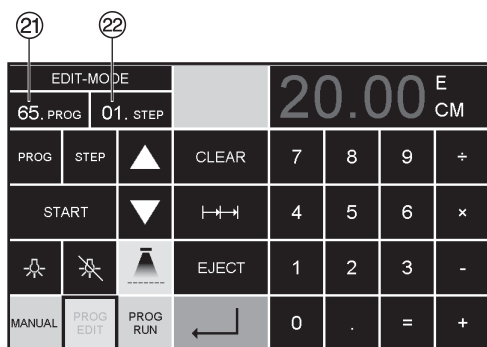 21 22
EDIT-MODE
65. PROG 01. STEP
20.00 E CM
PROG STEP CLEAR 7 8 9 ÷
START 4 5 6 ×
EJECT 1 2 3 -
MANUAL PROG EDIT PROG RUN 0 . = +